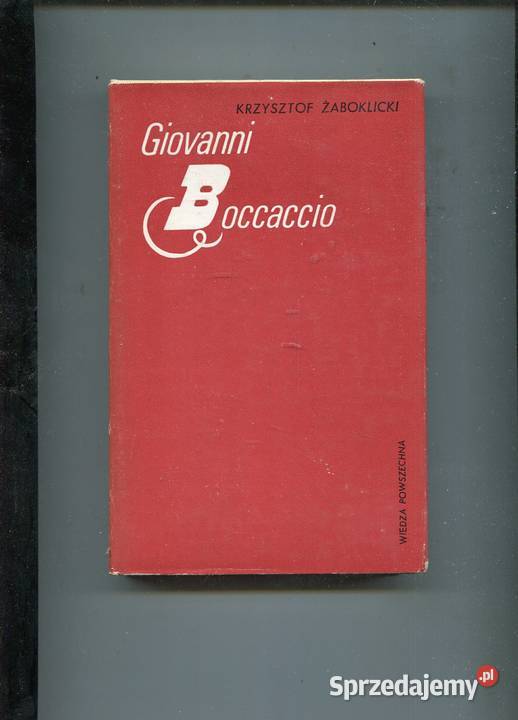 KRZYSZTOF ŻABOKLICKI
Giovanni
Boccaccio
WIEDZA POWSZECHNA
Sprzedajemy.pl